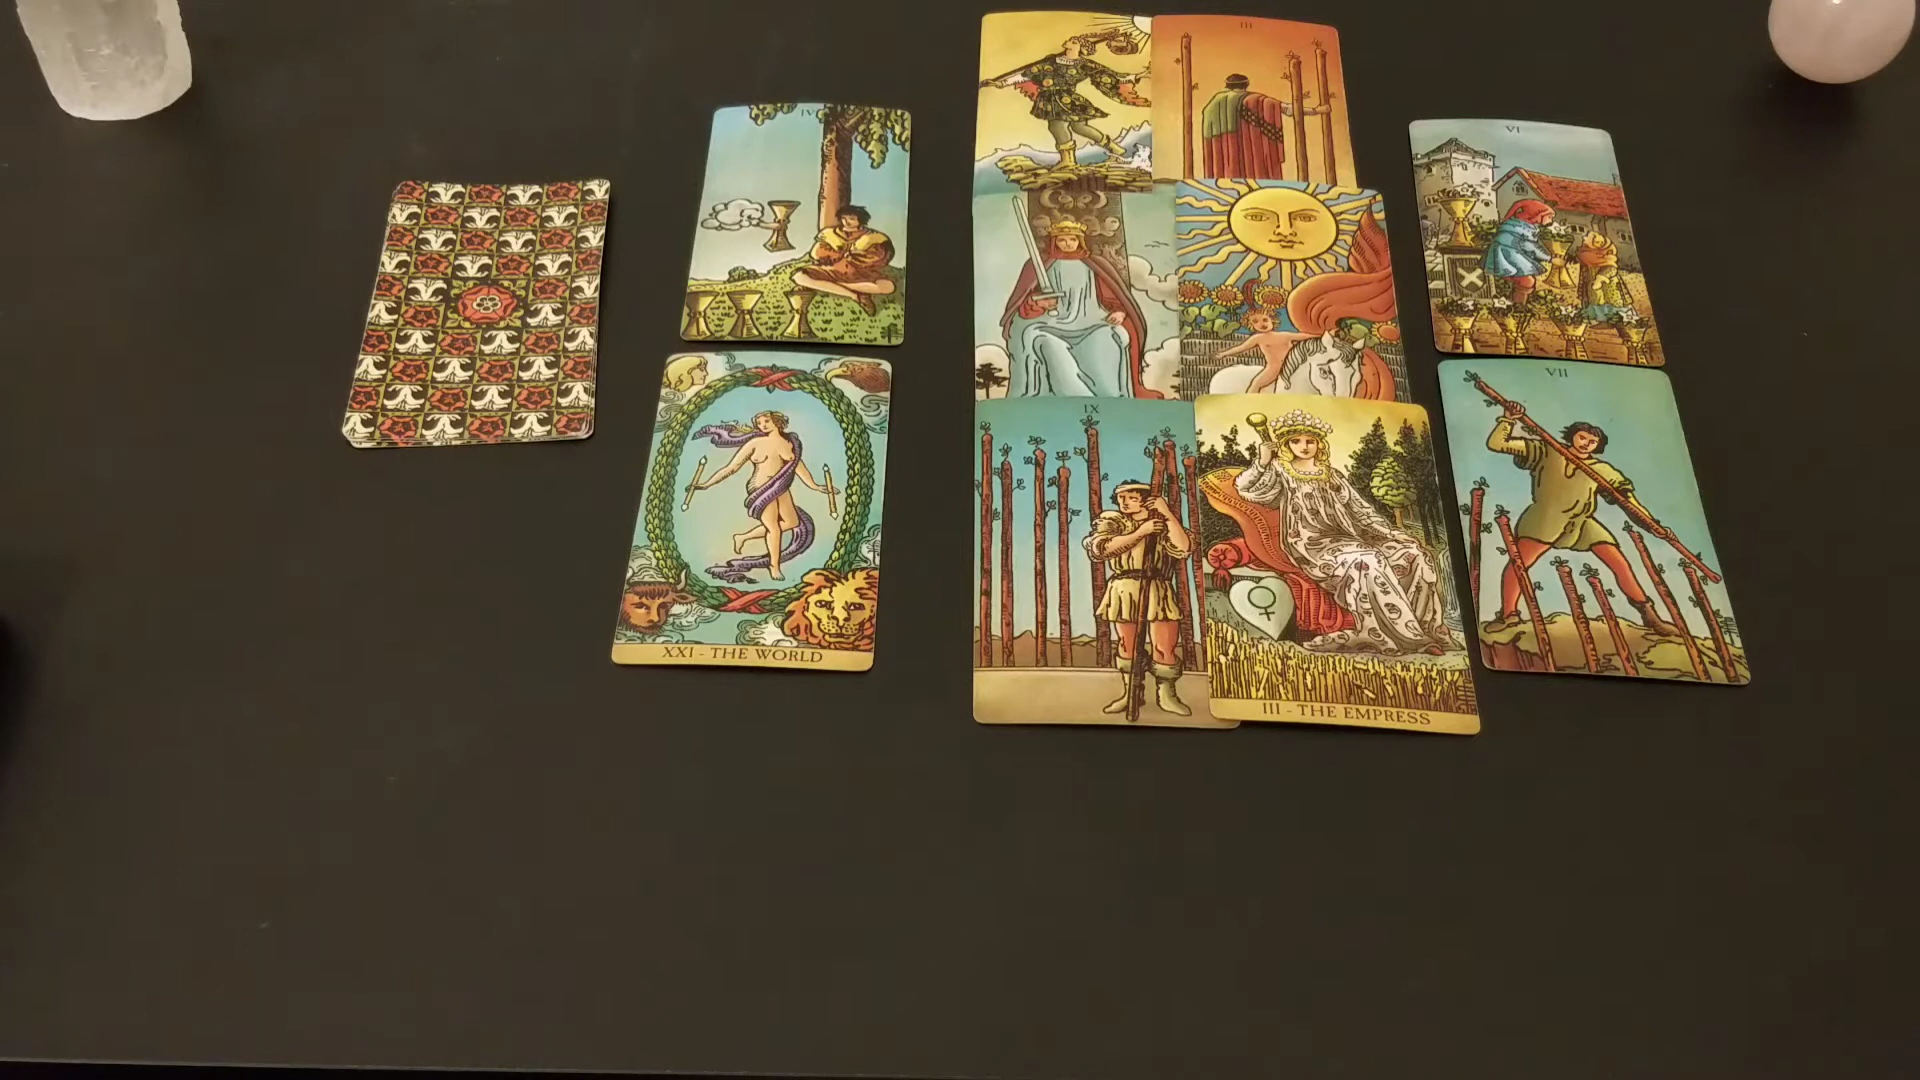 IV
III
VI
XXI - THE WORLD
IX
III - THE EMPRESS
VII